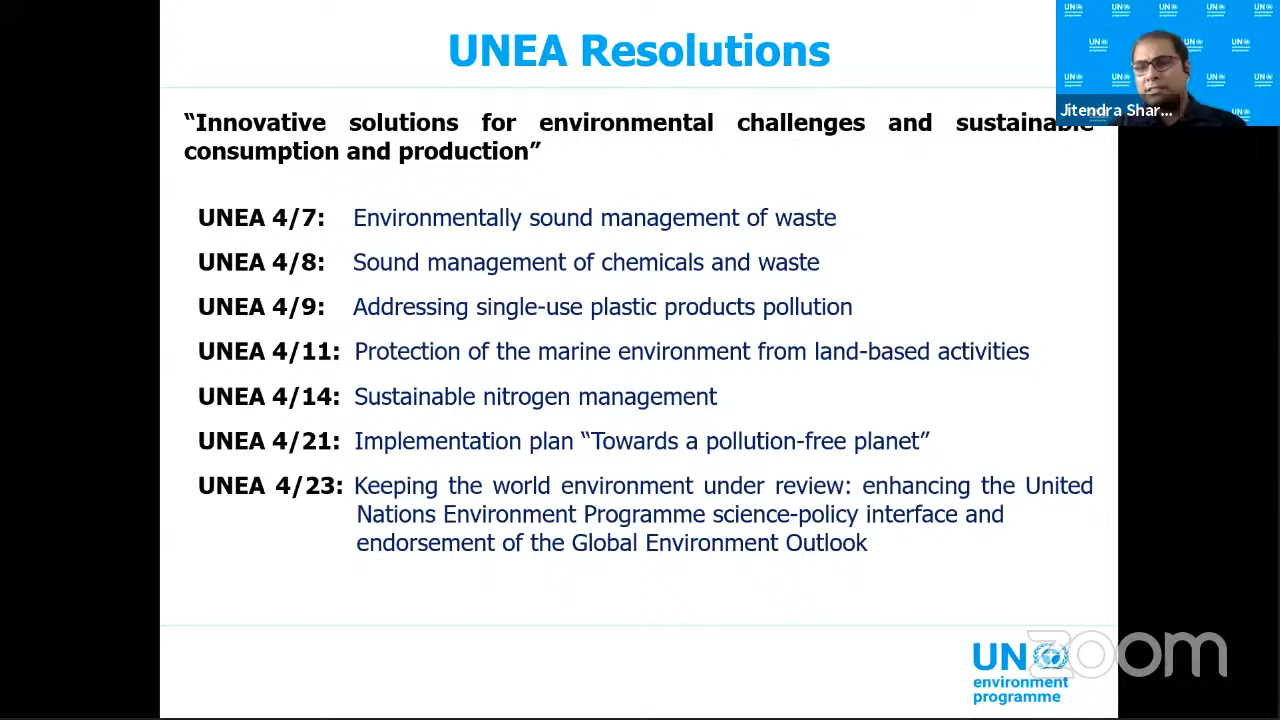 UNEA Resolutions
“Innovative solutions for environmental challenges and sustainable
consumption and production”
UNEA 4/7: Environmentally sound management of waste
UNEA 4/8: Sound management of chemicals and waste
UNEA 4/9: Addressing single-use plastic products pollution
UNEA 4/11: Protection of the marine environment from land-based activities
UNEA 4/14: Sustainable nitrogen management
UNEA 4/21: Implementation plan “Towards a pollution-free planet”
UNEA 4/23: Keeping the world environment under review: enhancing the United
Nations Environment Programme science-policy interface and
endorsement of the Global Environment Outlook
Jitendra Shar...
UN
environment
programme
zoom